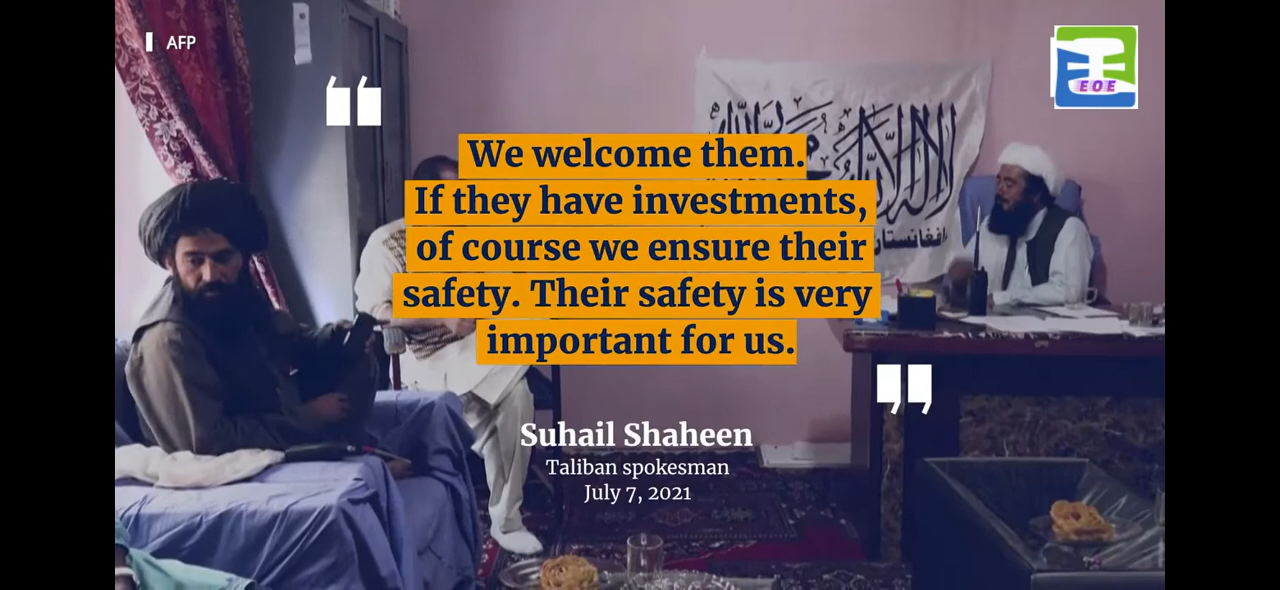 AFP
EOE
We welcome them.
If they have investments,
of course we ensure their
safety. Their safety is very
important for us.
Suhail Shaheen
Taliban spokesman
July 7, 2021